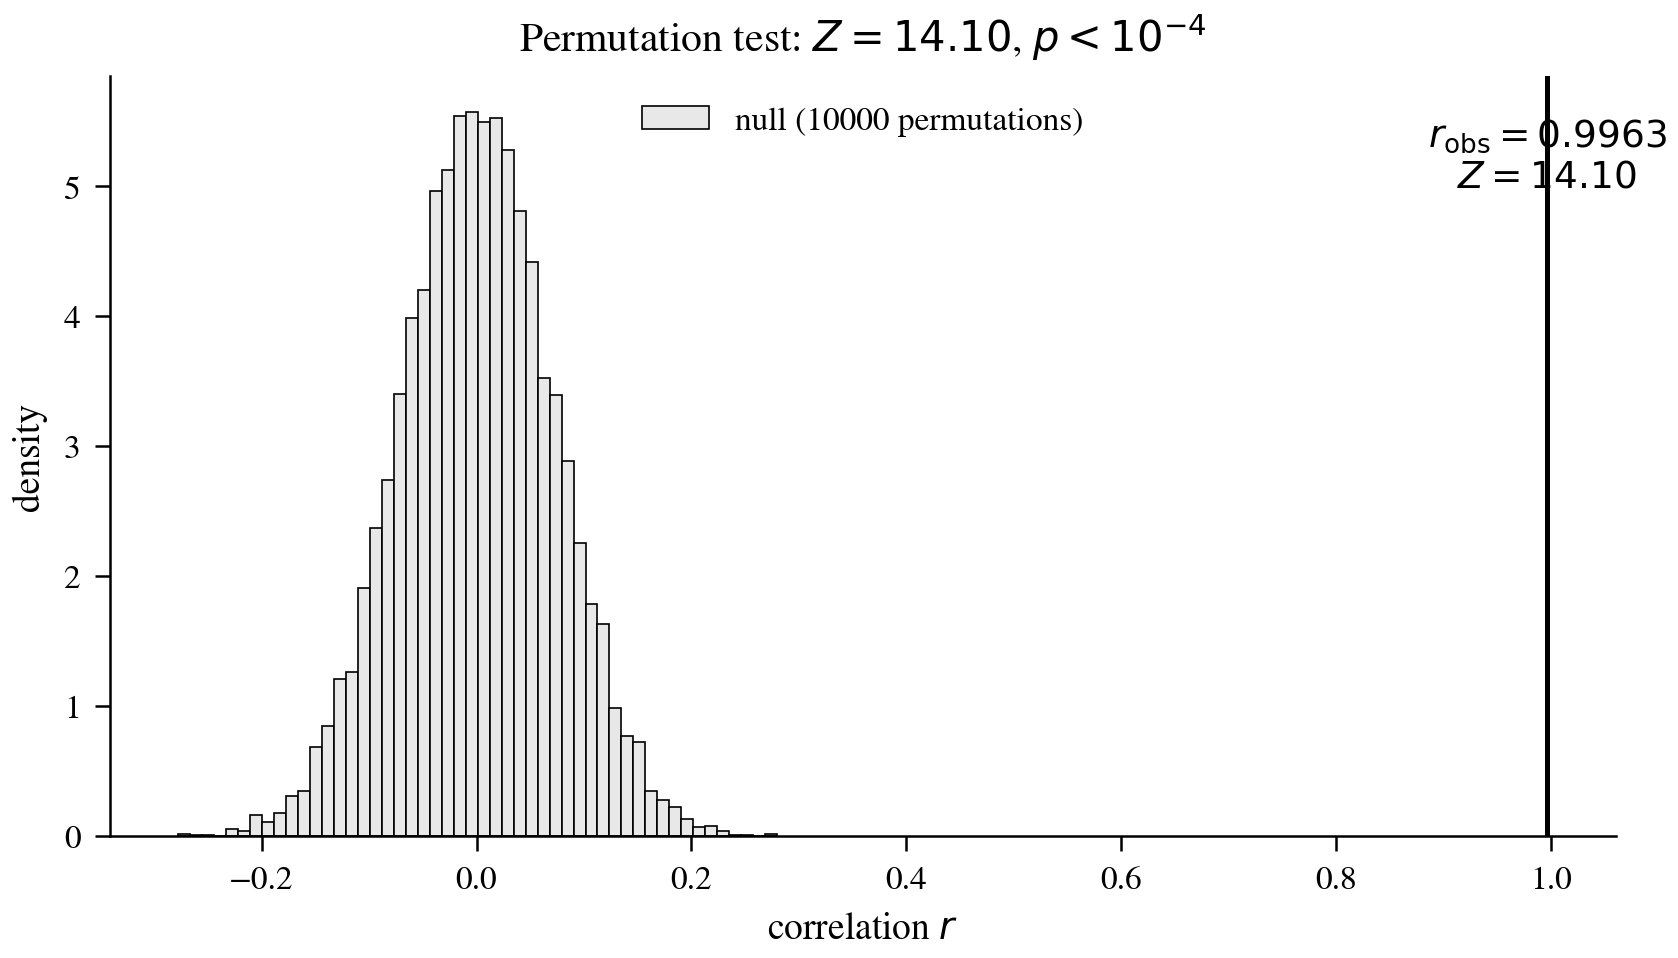 Permutation test: Z = 14.10, p < 10⁻⁴
null (10000 permutations)
r_obs = 0.9963
Z = 14.10
density
5
4
3
2
1
0
−0.2 0.0 0.2 0.4 0.6 0.8 1.0
correlation r